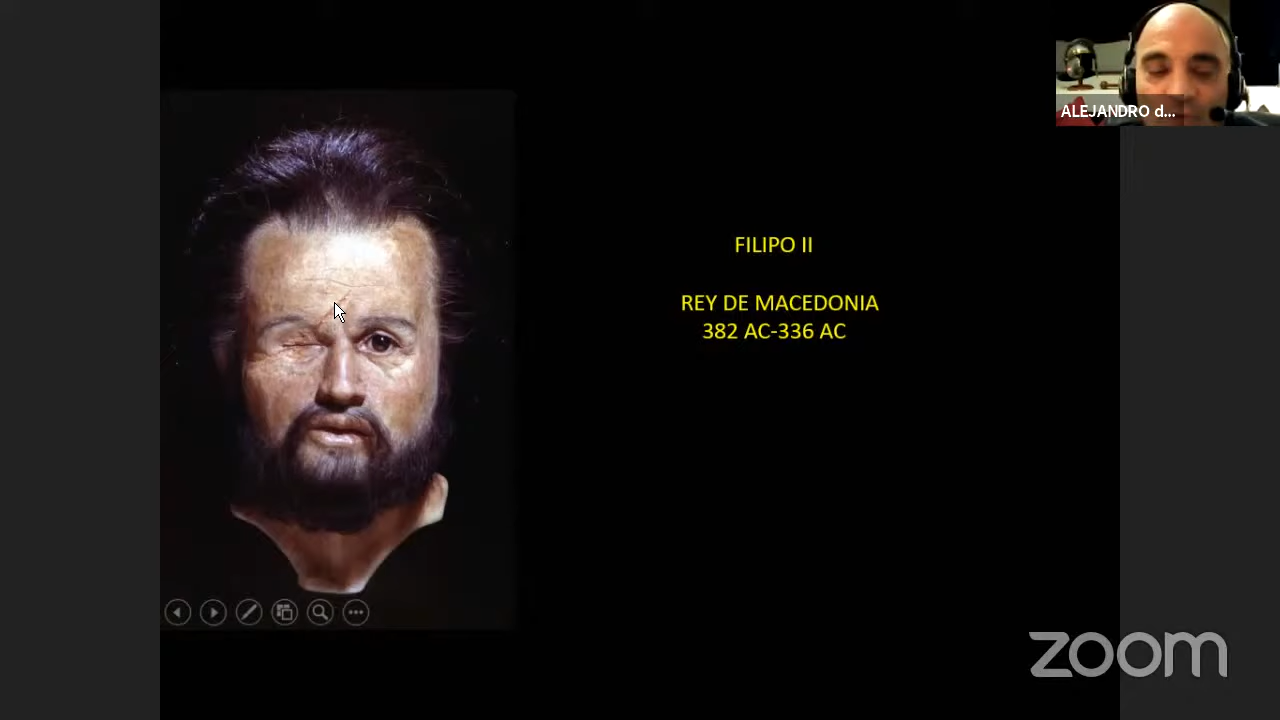 ALEJANDRO d...
FILIPO II
REY DE MACEDONIA
382 AC-336 AC
zoom